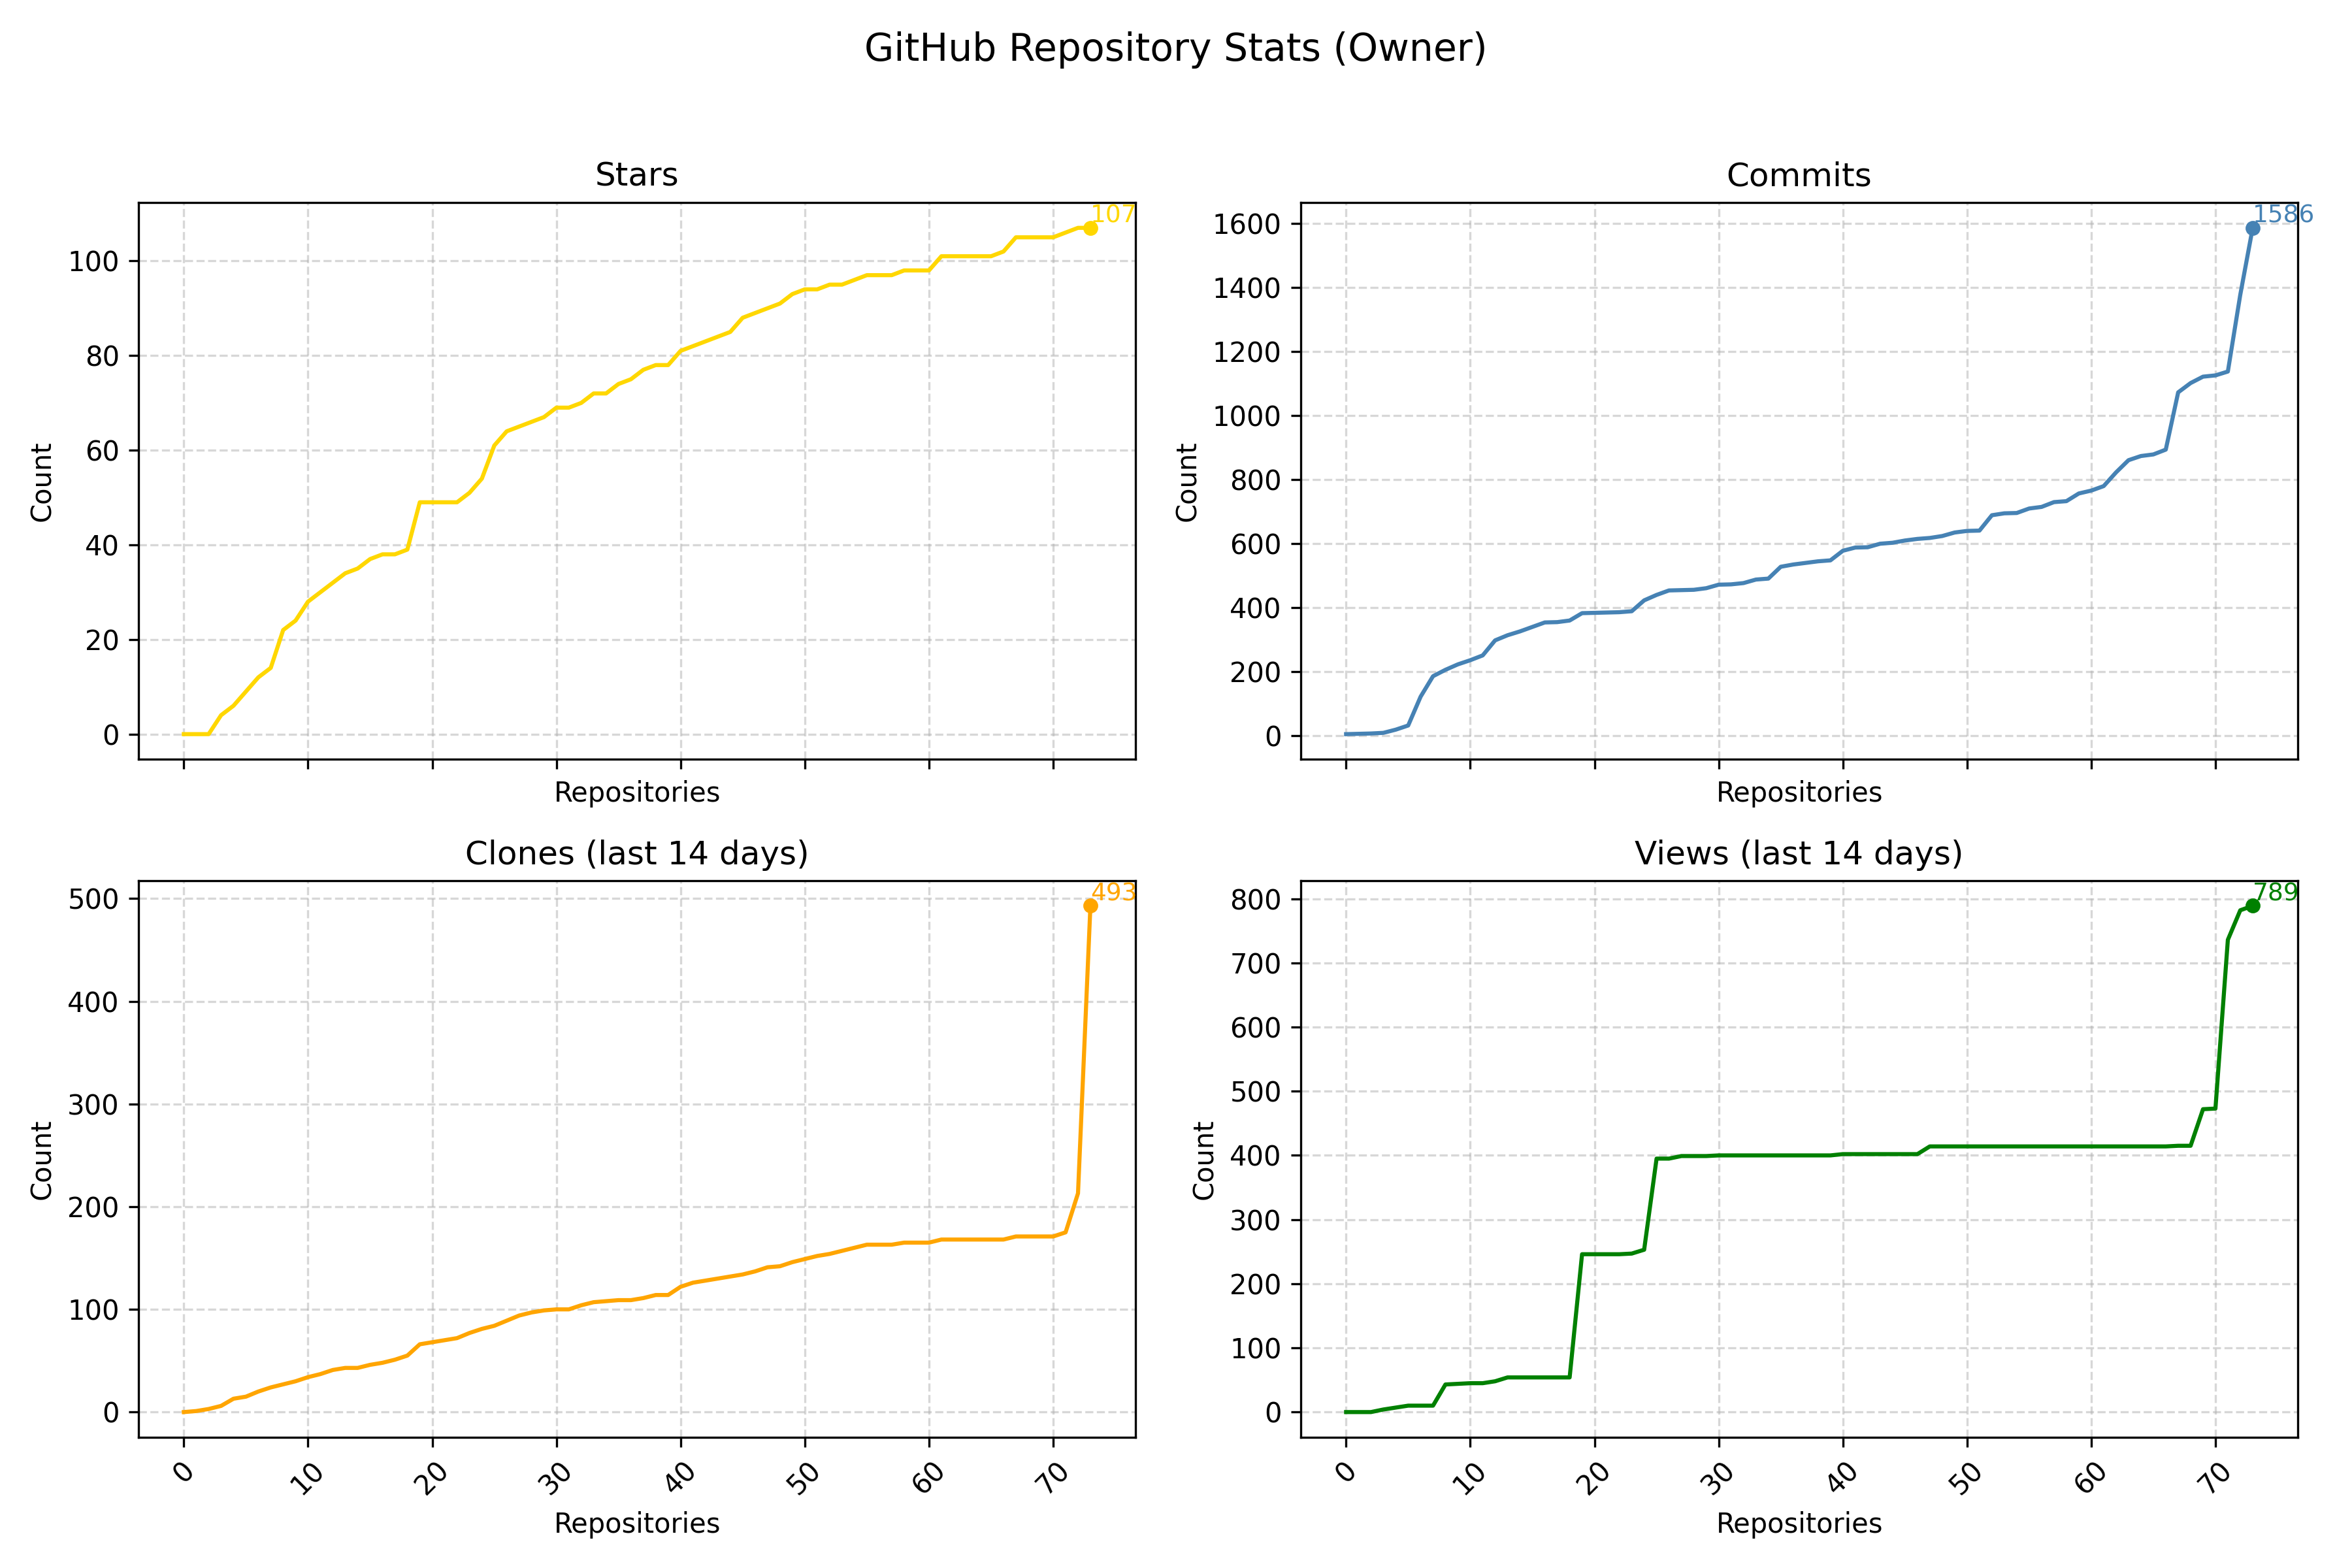 GitHub Repository Stats (Owner)
Stars
107
100
80
60
40
20
0
Count
Repositories
Commits
1586
1600
1400
1200
1000
800
600
400
200
0
Count
Repositories
Clones (last 14 days)
493
500
400
300
200
100
0
Count
0 10 20 30 40 50 60 70
Repositories
Views (last 14 days)
789
800
700
600
500
400
300
200
100
0
Count
0 10 20 30 40 50 60 70
Repositories